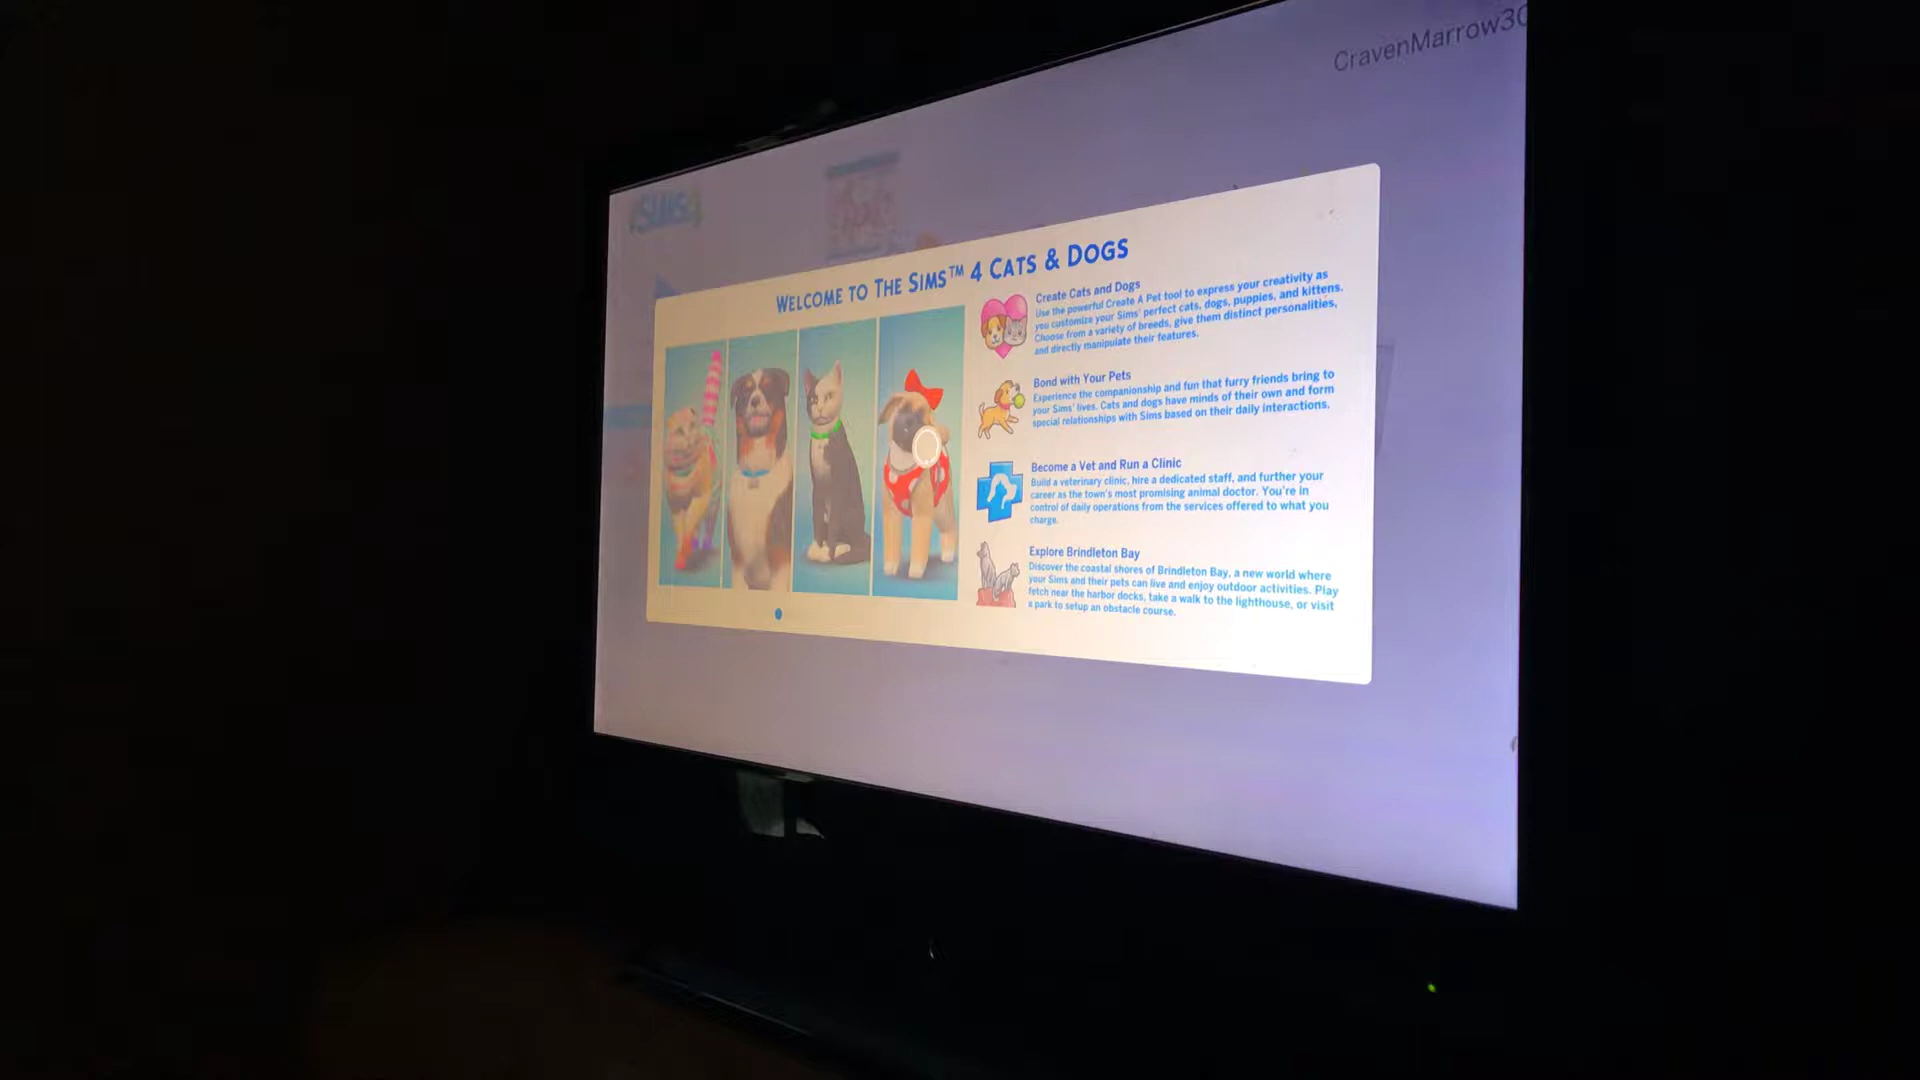 CravenMarrow30
SIMS
WELCOME TO THE SIMS™ 4 CATS & DOGS
Create Cats and Dogs
Use the powerful Create A Pet tool to express your creativity as
you customize your Sims' perfect cats, dogs, puppies, and kittens.
Choose from a variety of breeds, give them distinct personalities,
and directly manipulate their features.
Bond with Your Pets
Experience the companionship and fun that furry friends bring to
your Sims' lives. Cats and dogs have minds of their own and form
special relationships with Sims based on their daily interactions.
Become a Vet and Run a Clinic
Build a veterinary clinic, hire a dedicated staff, and further your
career as the town's most promising animal doctor. You're in
control of daily operations from the services offered to what you
charge.
Explore Brindleton Bay
Discover the coastal shores of Brindleton Bay, a new world where
your Sims and their pets can live and enjoy outdoor activities. Play
fetch near the harbor docks, take a walk to the lighthouse, or visit
a park to setup an obstacle course.